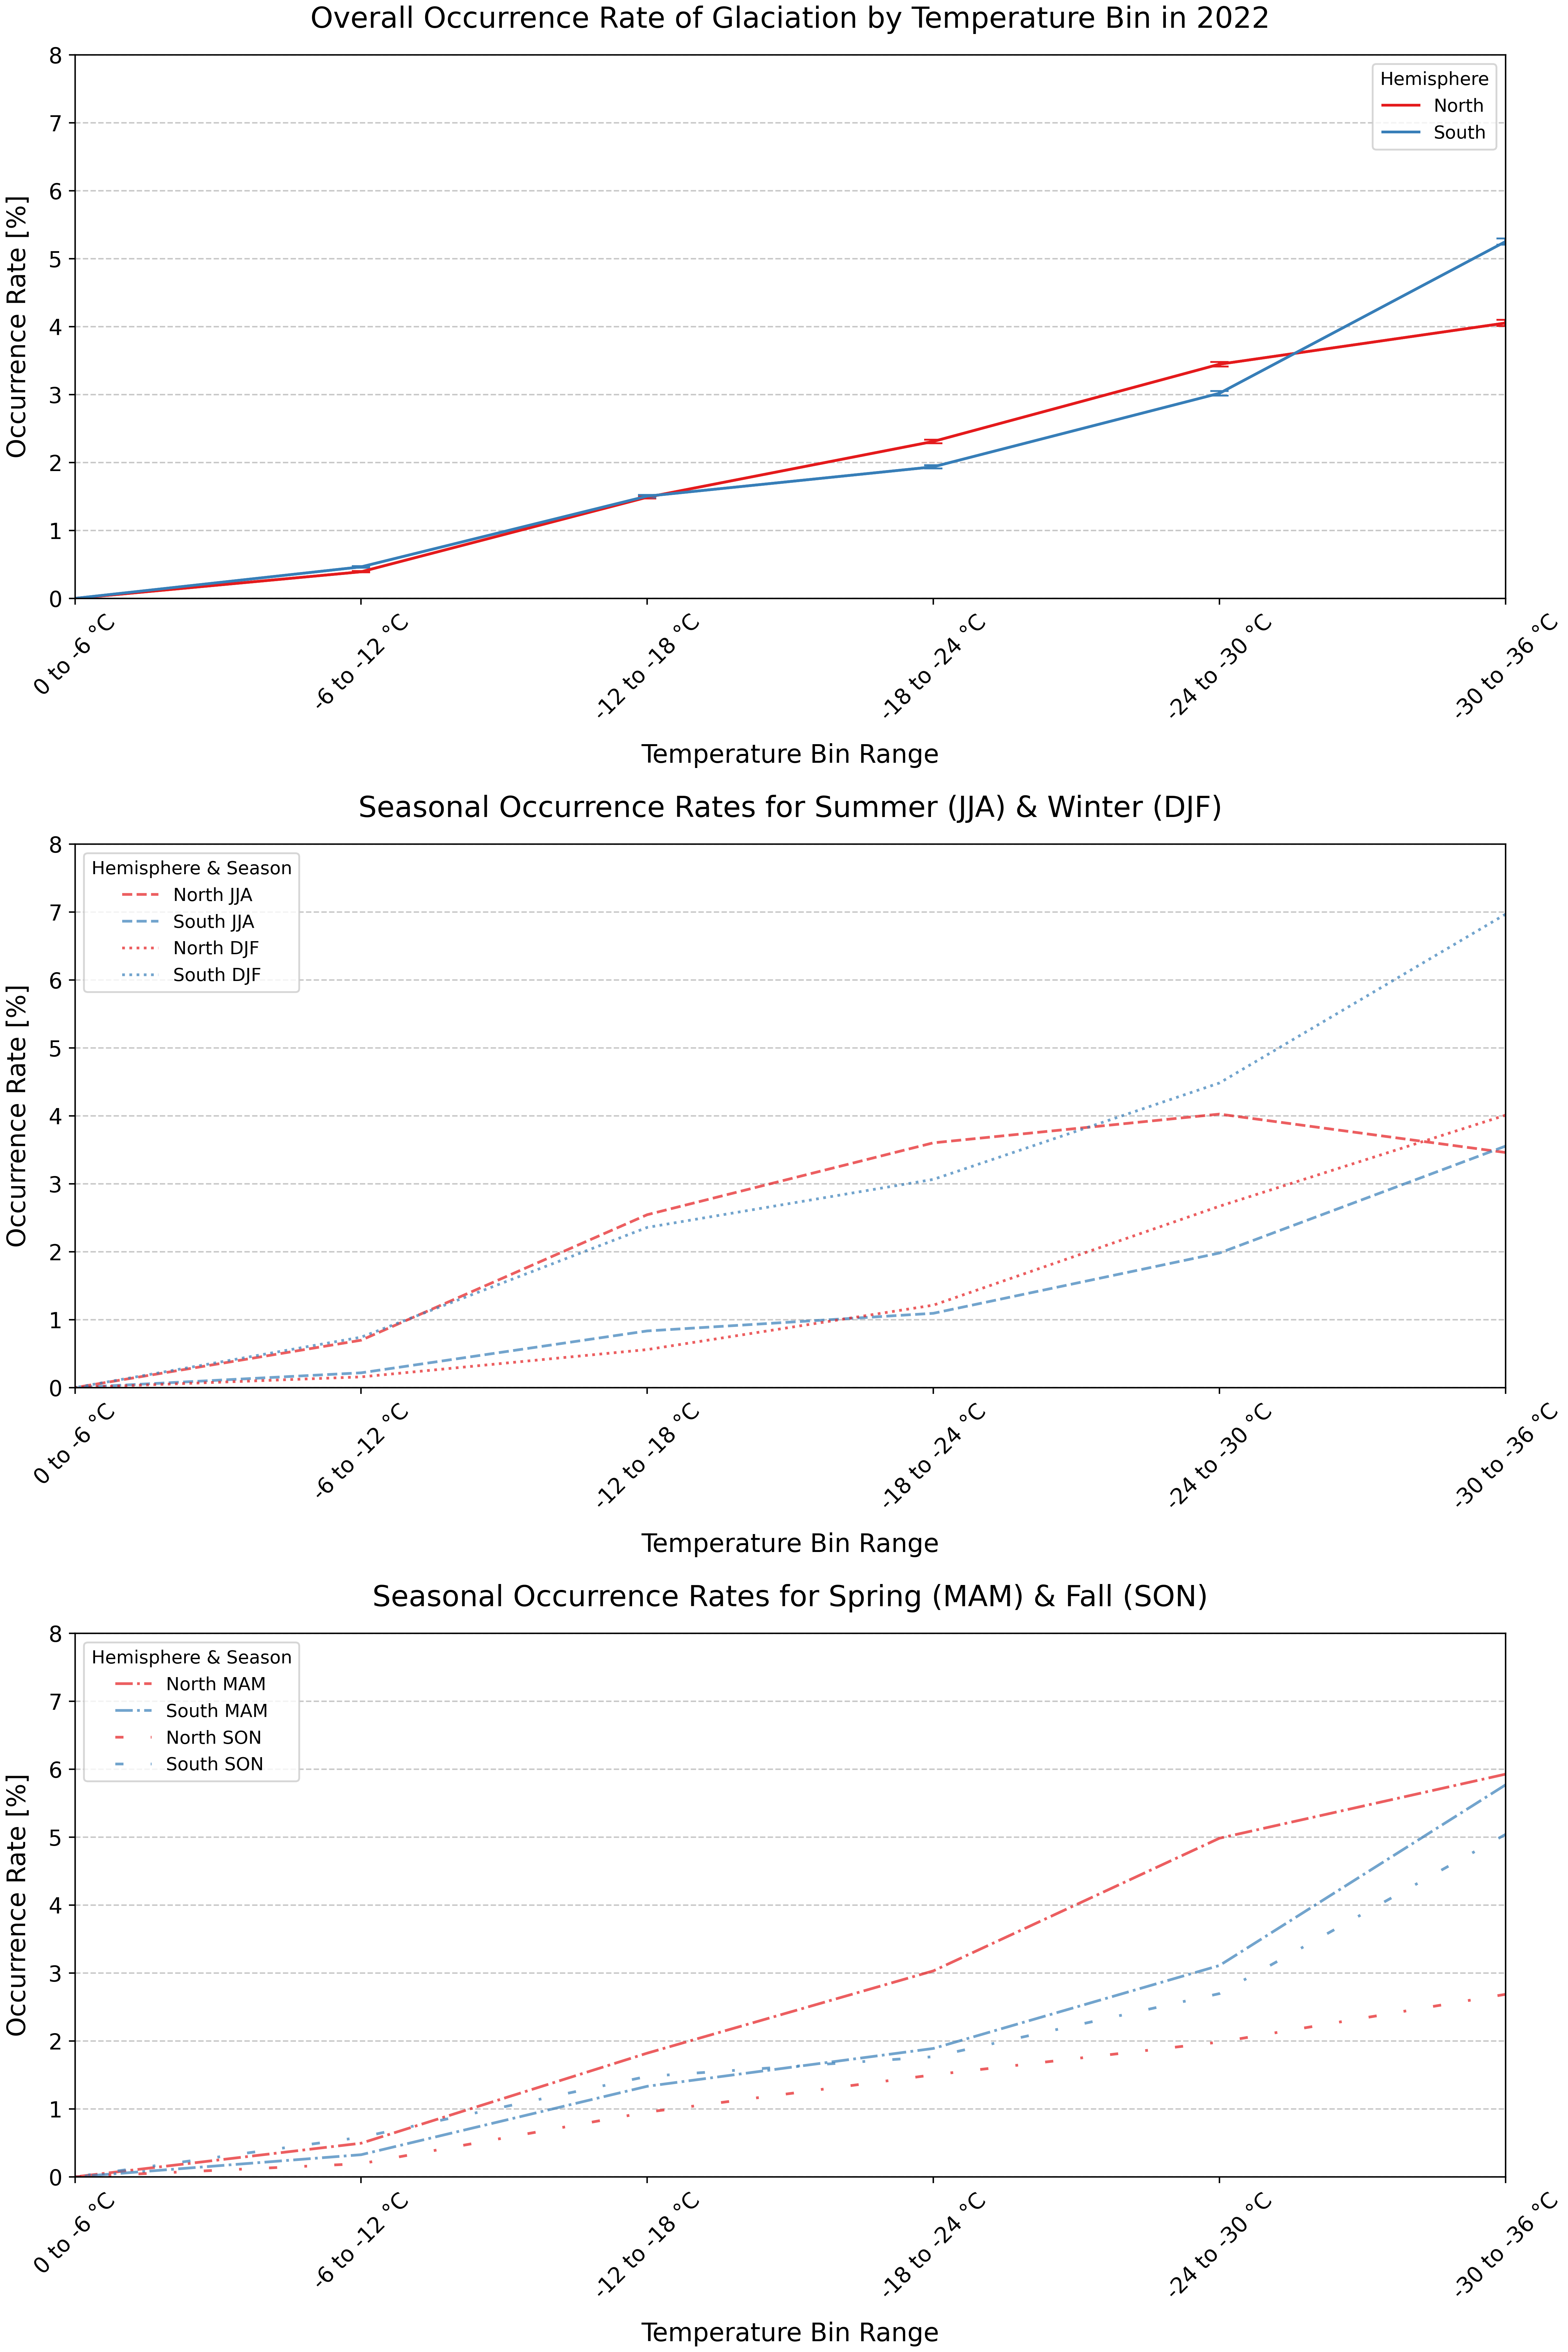 Overall Occurrence Rate of Glaciation by Temperature Bin in 2022
Occurrence Rate [%]
8
7
6
5
4
3
2
1
0
Hemisphere
North
South
0 to -6 °C
-6 to -12 °C
-12 to -18 °C
-18 to -24 °C
-24 to -30 °C
-30 to -36 °C
Temperature Bin Range
Seasonal Occurrence Rates for Summer (JJA) & Winter (DJF)
Occurrence Rate [%]
8
7
6
5
4
3
2
1
0
Hemisphere & Season
North JJA
South JJA
North DJF
South DJF
0 to -6 °C
-6 to -12 °C
-12 to -18 °C
-18 to -24 °C
-24 to -30 °C
-30 to -36 °C
Temperature Bin Range
Seasonal Occurrence Rates for Spring (MAM) & Fall (SON)
Occurrence Rate [%]
8
7
6
5
4
3
2
1
0
Hemisphere & Season
North MAM
South MAM
North SON
South SON
0 to -6 °C
-6 to -12 °C
-12 to -18 °C
-18 to -24 °C
-24 to -30 °C
-30 to -36 °C
Temperature Bin Range